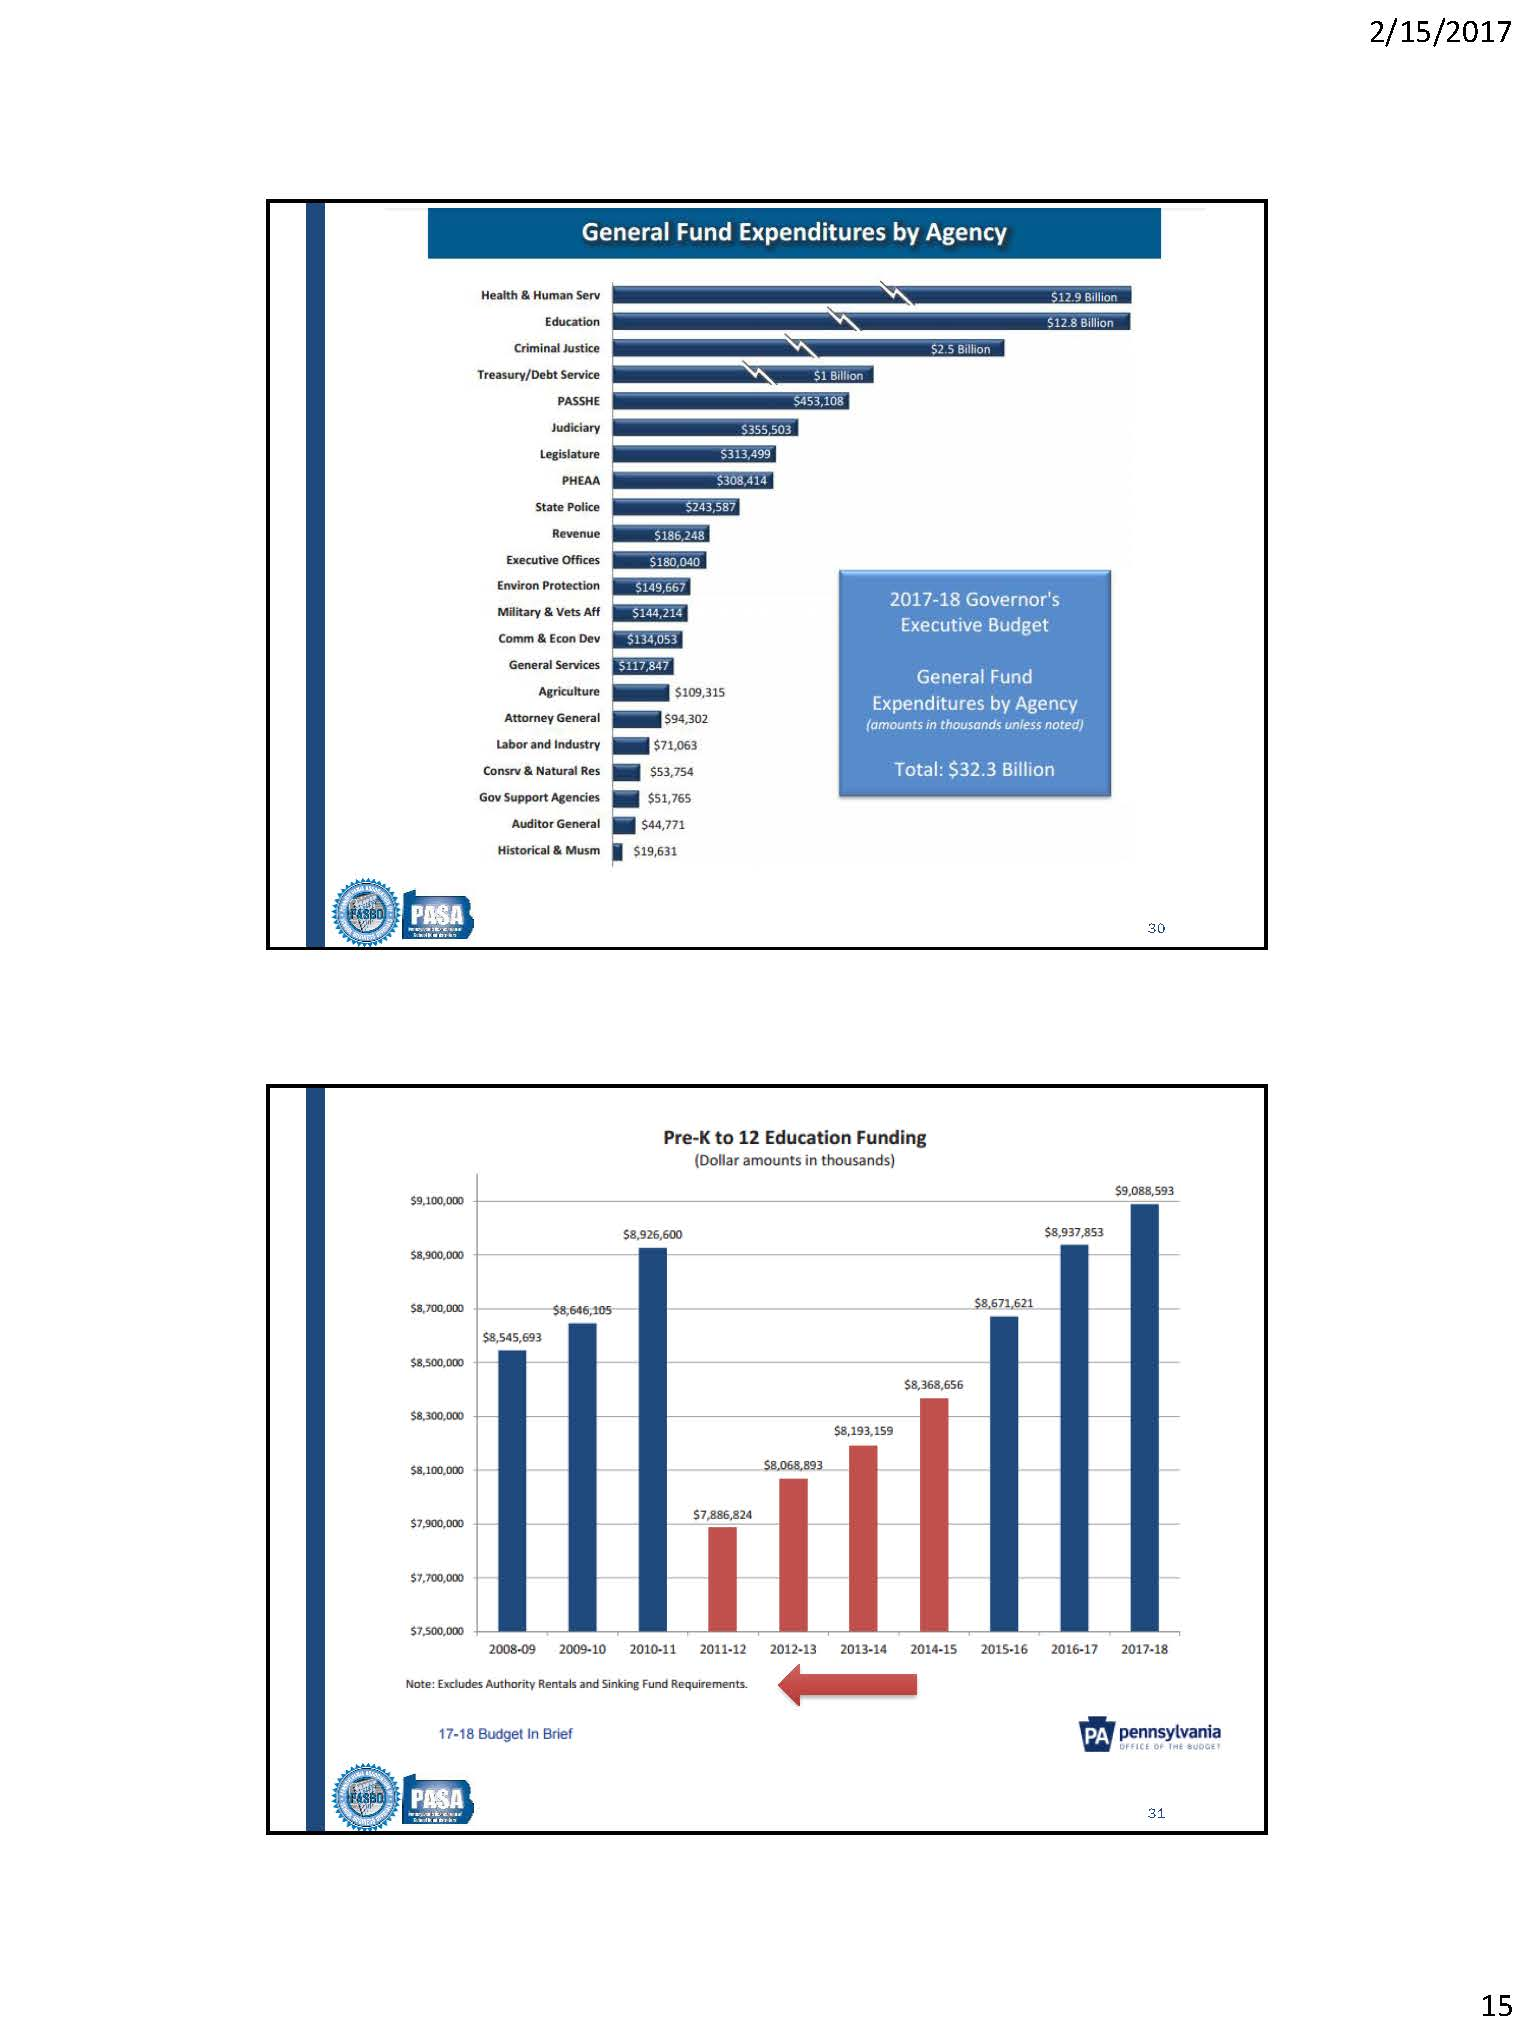 2/15/2017
General Fund Expenditures by Agency
Health & Human Serv $12.9 Billion
Education $12.8 Billion
Criminal Justice $2.5 Billion
Treasury/Debt Service $1 Billion
PASSHE $453,108
Judiciary $355,503
Legislature $313,499
PHEAA $308,414
State Police $243,587
Revenue $186,248
Executive Offices $180,040
Environ Protection $149,667
Military & Vets Aff $144,214
Comm & Econ Dev $134,053
General Services $117,847
Agriculture $109,315
Attorney General $94,302
Labor and Industry $71,063
Consrv & Natural Res $53,754
Gov Support Agencies $51,765
Auditor General $44,771
Historical & Musm $19,631
2017-18 Governor's
Executive Budget
General Fund
Expenditures by Agency
(amounts in thousands unless noted)
Total: $32.3 Billion
PASBO
PASA
30
Pre-K to 12 Education Funding
(Dollar amounts in thousands)
$9,100,000
$8,900,000
$8,700,000
$8,500,000
$8,300,000
$8,100,000
$7,900,000
$7,700,000
$7,500,000
$8,545,693
$8,646,105
$8,926,600
$7,886,824
$8,068,893
$8,193,159
$8,368,656
$8,671,621
$8,937,853
$9,088,593
2008-09 2009-10 2010-11 2011-12 2012-13 2013-14 2014-15 2015-16 2016-17 2017-18
Note: Excludes Authority Rentals and Sinking Fund Requirements.
17-18 Budget In Brief
PA pennsylvania
OFFICE OF THE BUDGET
PASBO
PASA
31
15